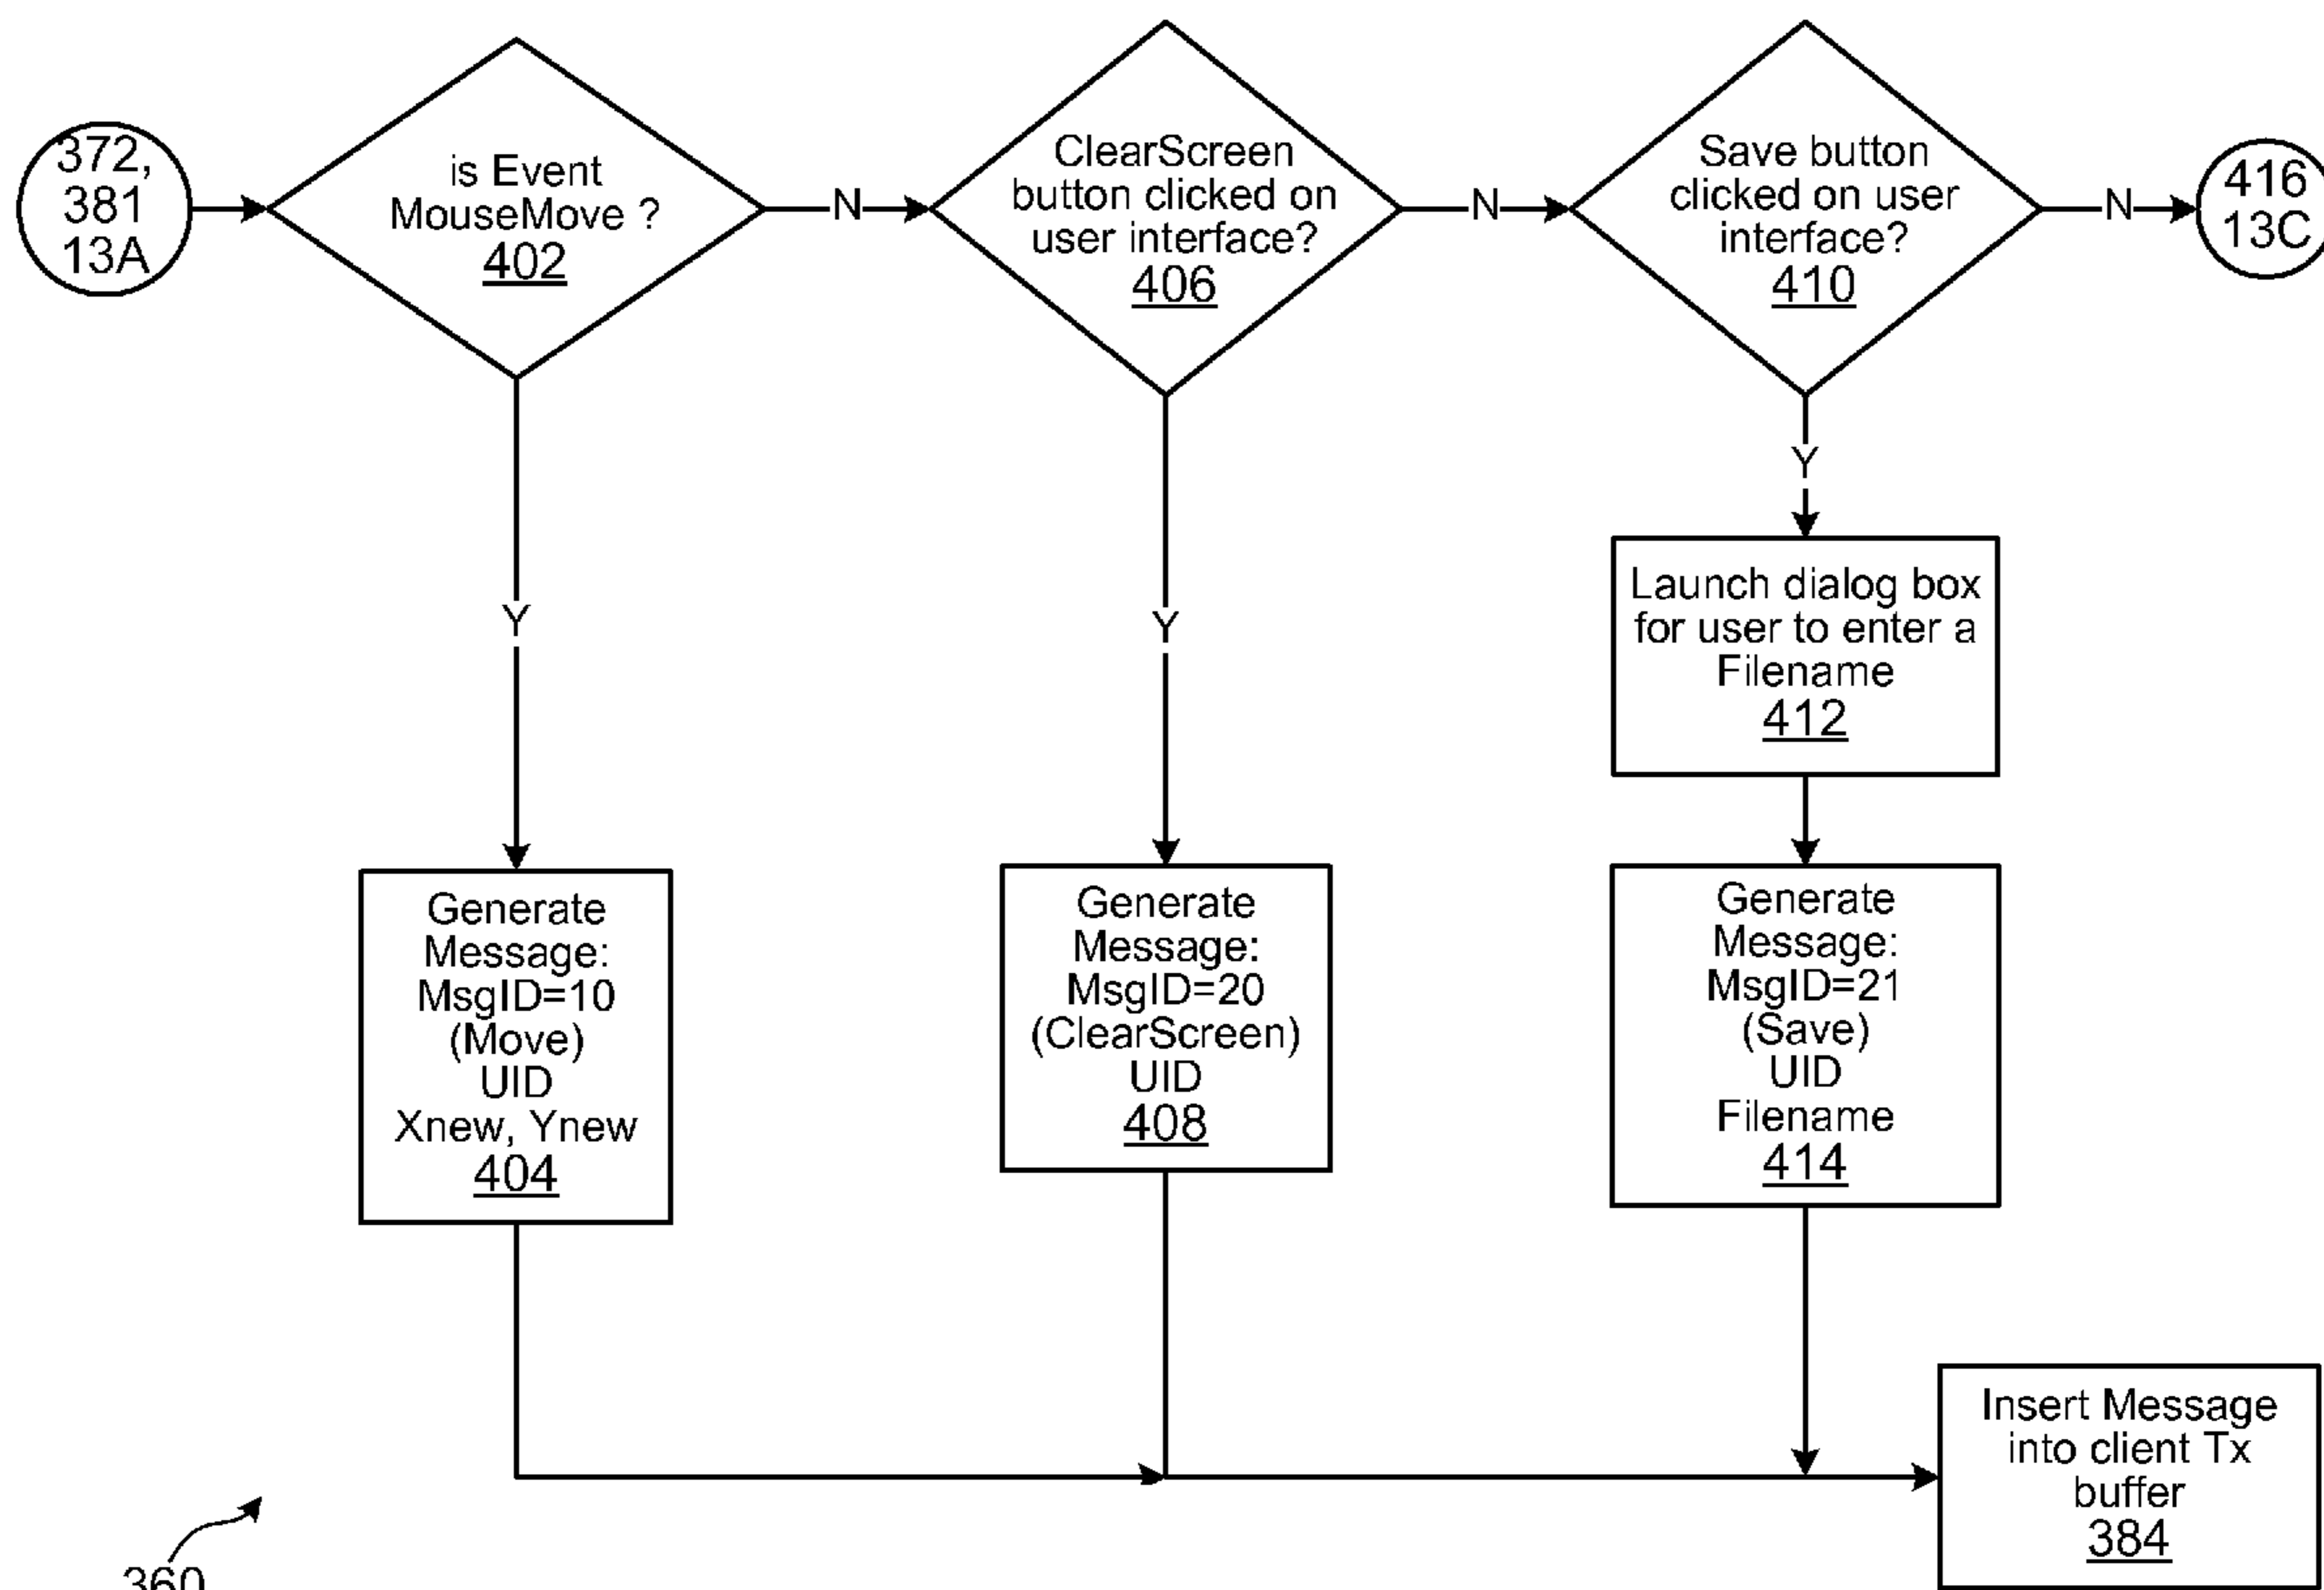 372,
381
13A
is Event
MouseMove ?
402
N
ClearScreen
button clicked on
user interface?
406
N
Save button
clicked on user
interface?
410
N
416
13C
Y
Y
Y
Launch dialog box
for user to enter a
Filename
412
Generate
Message:
MsgID=10
(Move)
UID
Xnew, Ynew
404
Generate
Message:
MsgID=20
(ClearScreen)
UID
408
Generate
Message:
MsgID=21
(Save)
UID
Filename
414
Insert Message
into client Tx
buffer
384
360